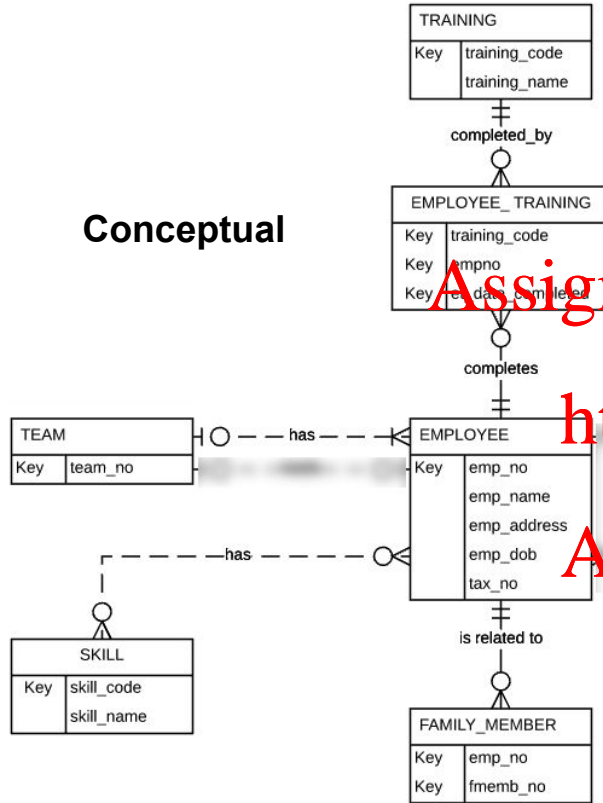 TRAINING
Key training_code
training_name
completed_by
Conceptual
EMPLOYEE_ TRAINING
Key training_code
Key empno
Key
Assig
completes
TEAM
Key team_no
has
EMPLOYEE
Key emp_no
emp_name
emp_address
emp_dob
tax_no
h
A
has
SKILL
Key skill_code
skill_name
is related to
FAMILY_MEMBER
Key emp_no
Key fmemb_no